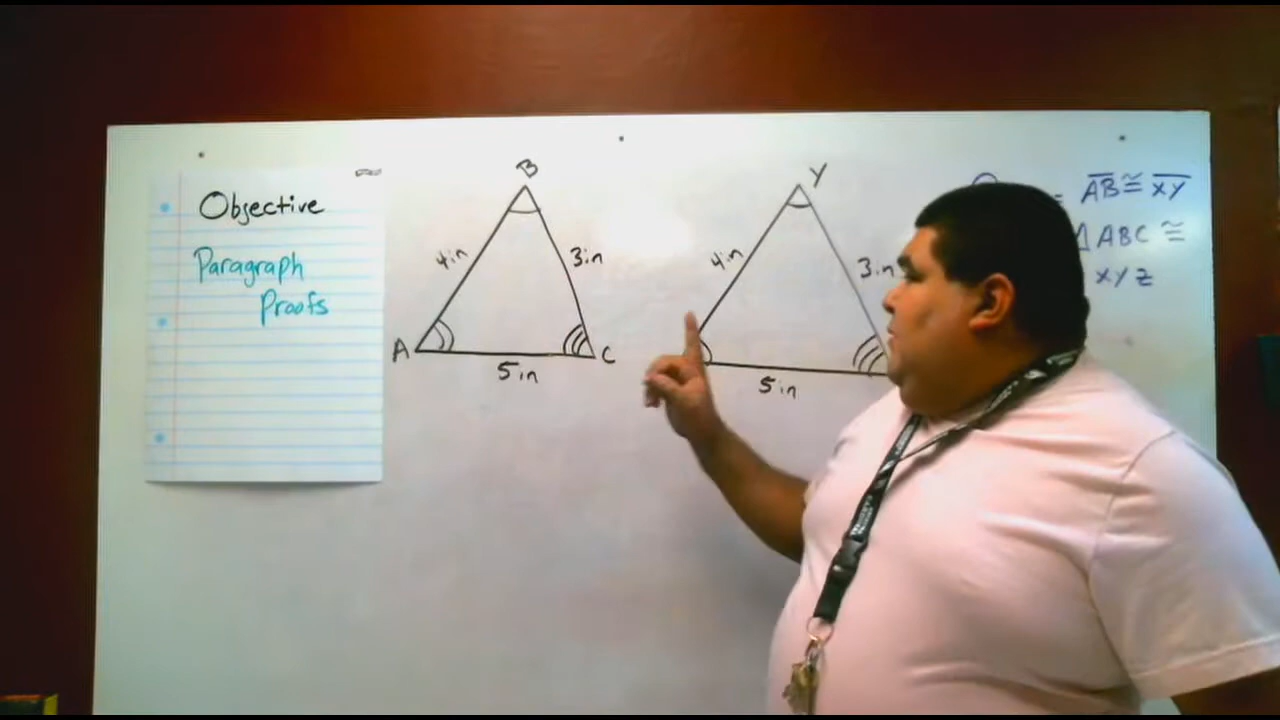 Objective
Paragraph
Proofs
B
4in
3in
A
C
5in
Y
4in
3in
5in
= AB ≅ XY
△ABC ≅
XYZ